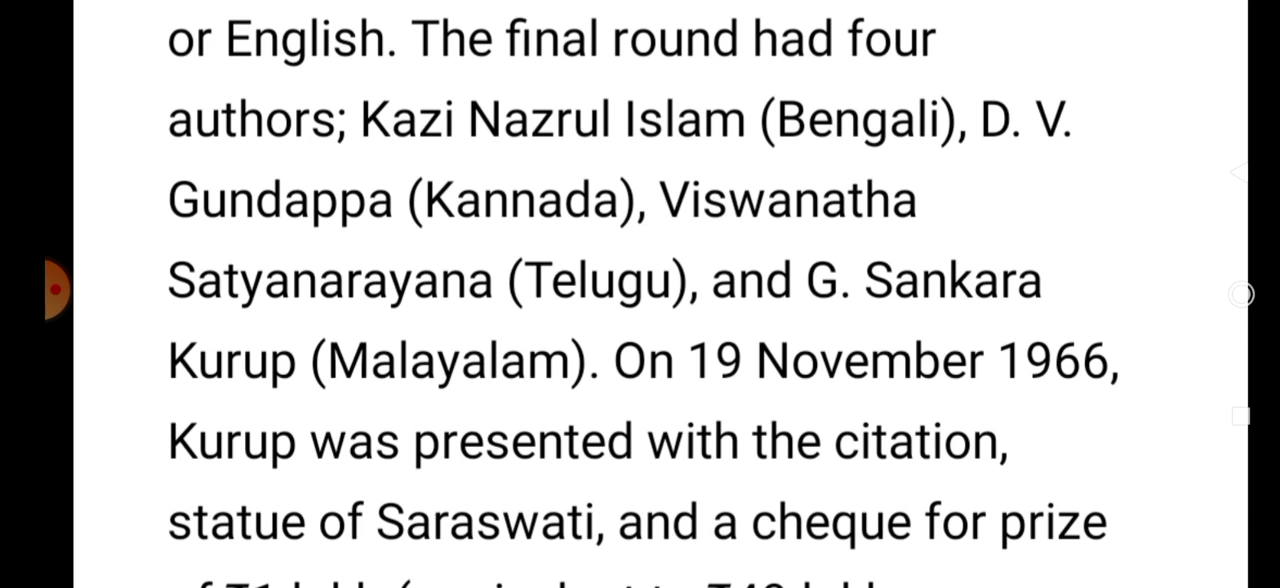 or English. The final round had four
authors; Kazi Nazrul Islam (Bengali), D. V.
Gundappa (Kannada), Viswanatha
Satyanarayana (Telugu), and G. Sankara
Kurup (Malayalam). On 19 November 1966,
Kurup was presented with the citation,
statue of Saraswati, and a cheque for prize